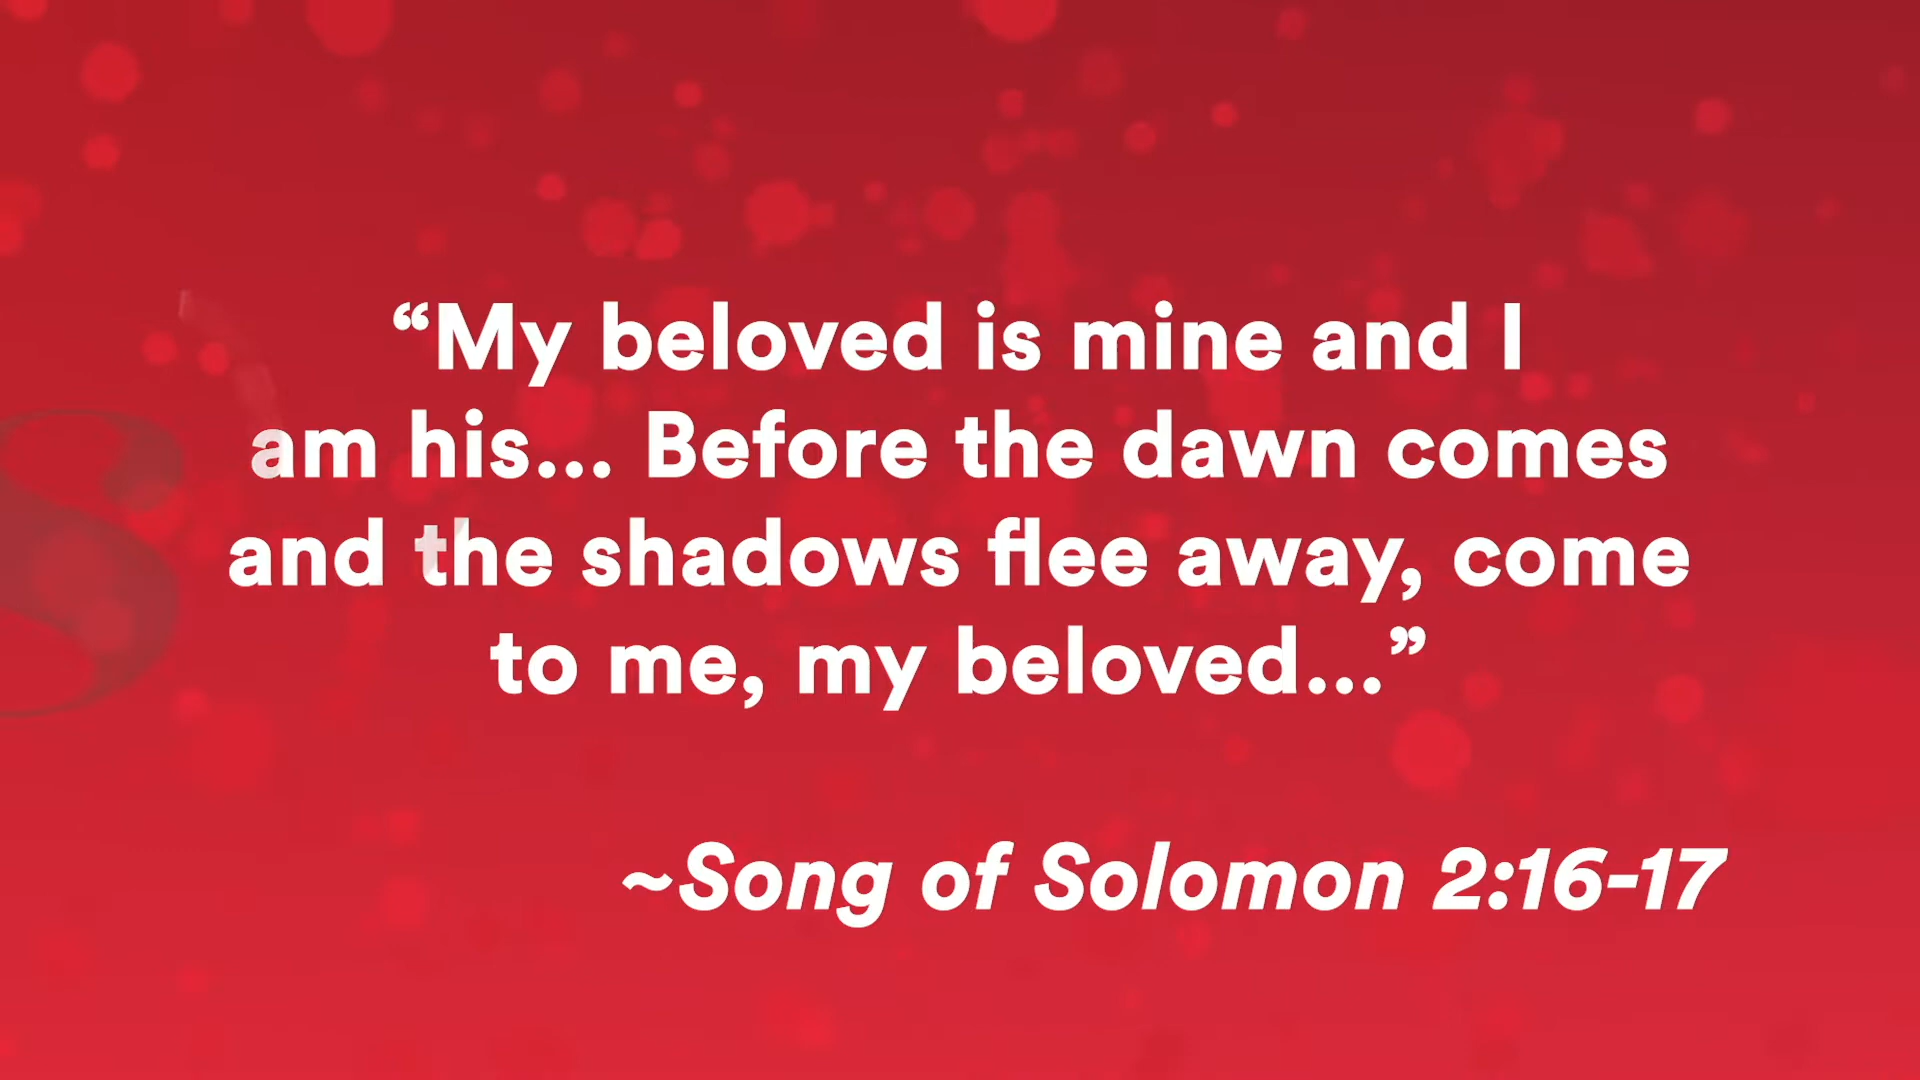 “My beloved is mine and I
am his... Before the dawn comes
and the shadows flee away, come
to me, my beloved...”
~Song of Solomon 2:16-17